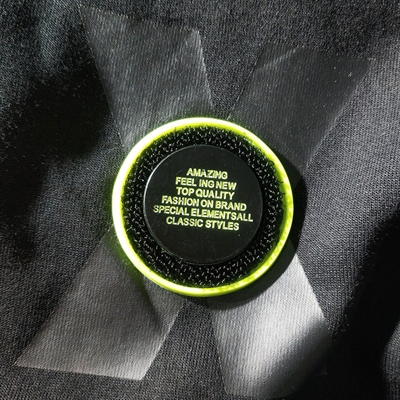 AMAZING
FEEL ING NEW
TOP QUALITY
FASHION ON BRAND
SPECIAL ELEMENTSALL
CLASSIC STYLES